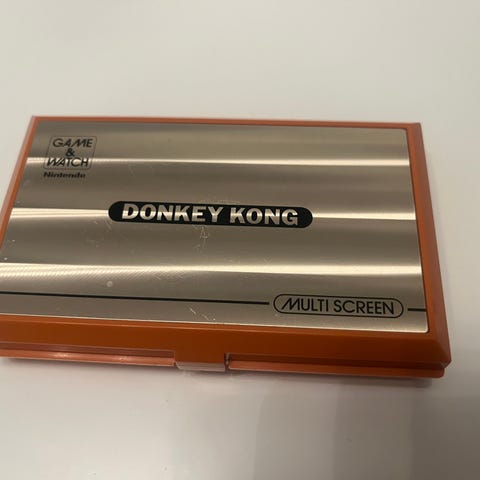 GAME
&
WATCH
Nintendo
DONKEY KONG
MULTI SCREEN